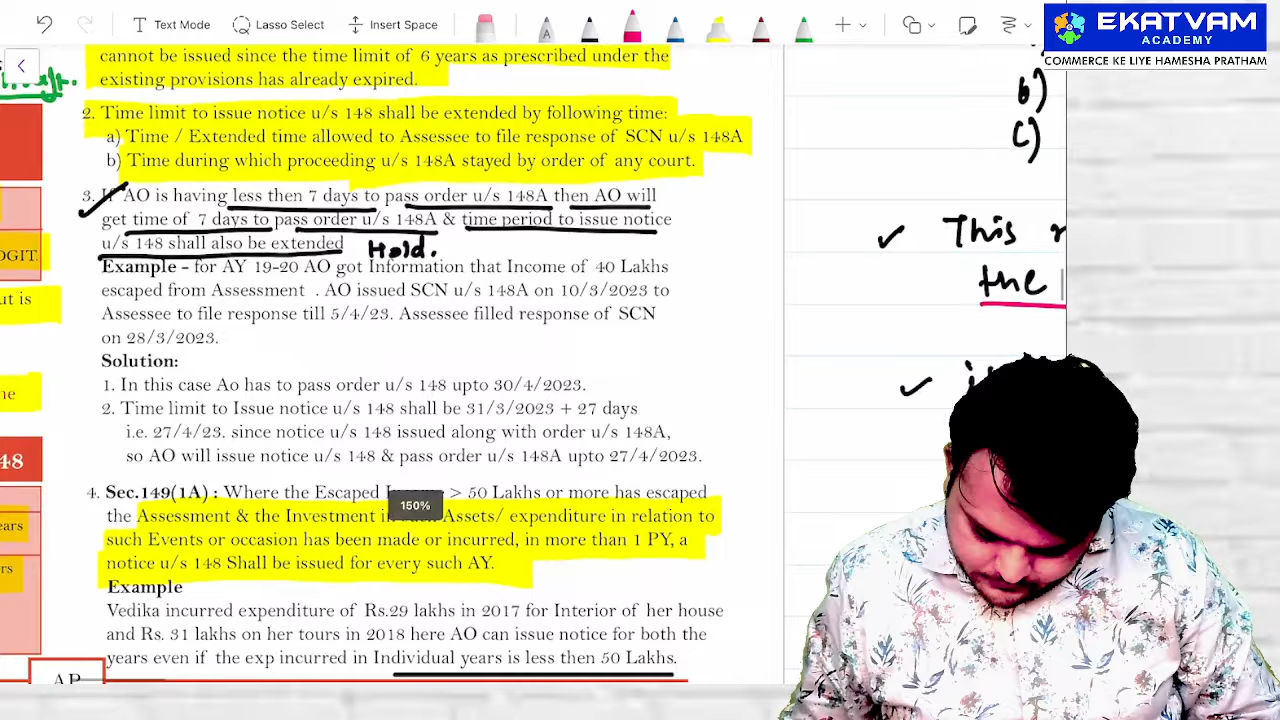 Text Mode
Lasso Select
Insert Space
EKATVAM
ACADEMY
COMMERCE KE LIYE HAMESHA PRATHAM
cannot be issued since the time limit of 6 years as prescribed under the
existing provisions has already expired.
2. Time limit to issue notice u/s 148 shall be extended by following time:
a) Time / Extended time allowed to Assessee to file response of SCN u/s 148A
b) Time during which proceeding u/s 148A stayed by order of any court.
3. If AO is having less then 7 days to pass order u/s 148A then AO will
get time of 7 days to pass order u/s 148A & time period to issue notice
u/s 148 shall also be extended
Hold.
Example - for AY 19-20 AO got Information that Income of 40 Lakhs
escaped from Assessment . AO issued SCN u/s 148A on 10/3/2023 to
Assessee to file response till 5/4/23. Assessee filled response of SCN
on 28/3/2023.
Solution:
1. In this case Ao has to pass order u/s 148 upto 30/4/2023.
2. Time limit to Issue notice u/s 148 shall be 31/3/2023 + 27 days
i.e. 27/4/23. since notice u/s 148 issued along with order u/s 148A,
so AO will issue notice u/s 148 & pass order u/s 148A upto 27/4/2023.
4. Sec.149(1A) : Where the Escaped > 50 Lakhs or more has escaped
the Assessment & the Investment Assets/ expenditure in relation to
such Events or occasion has been made or incurred, in more than 1 PY, a
notice u/s 148 Shall be issued for every such AY.
150%
Example
Vedika incurred expenditure of Rs.29 lakhs in 2017 for Interior of her house
and Rs. 31 lakhs on her tours in 2018 here AO can issue notice for both the
years even if the exp incurred in Individual years is less then 50 Lakhs.
OGIT.
ut is
ne
48
ears
rs
b)
c)
This
the